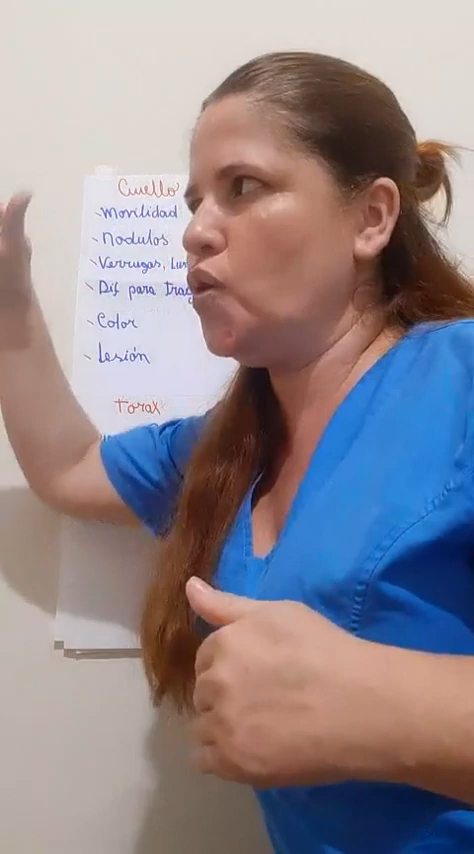 Cuello
- Movilidad
- Nodulos
- Verrugas,
- Dif para
- Color
- Lesión
Torax